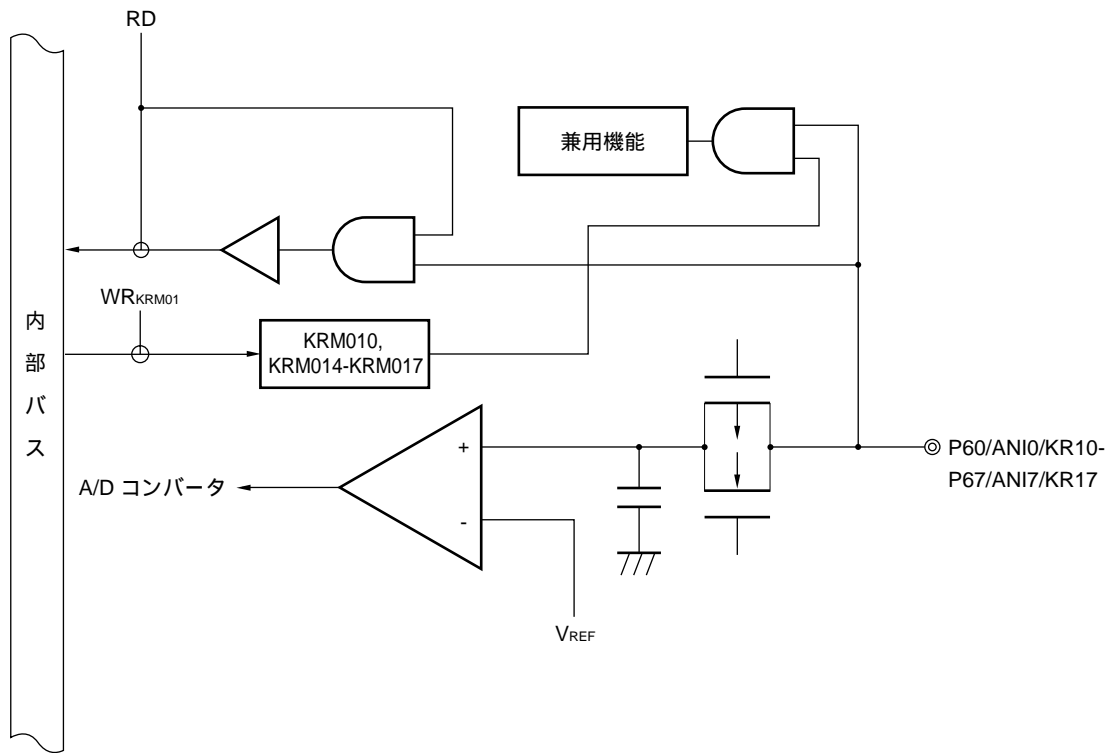 RD
兼用機能
WRKRM01
内部バス
KRM010,
KRM014-KRM017
+
A/D コンバータ
-
P60/ANI0/KR10-
P67/ANI7/KR17
VREF